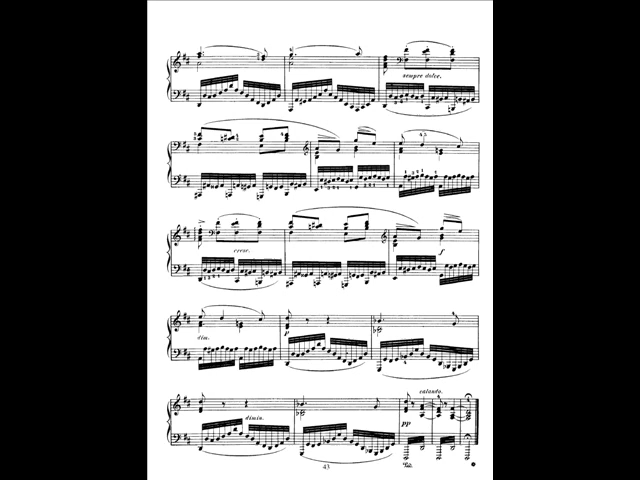 sempre dolce.
cresc.
f
dim.
p
dimin.
calando.
pp
43